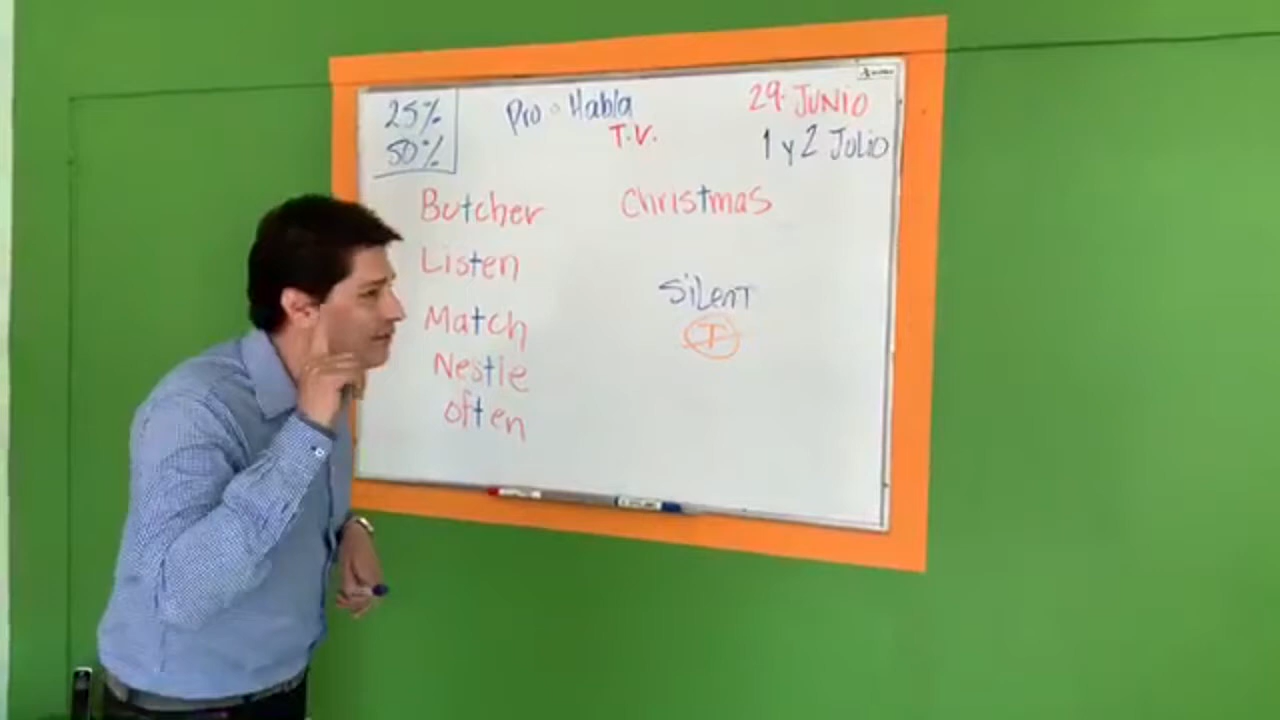 25%
50%
Pro-Habla
T.V.
29. JUNIO
1 y 2 JULIO
Butcher
Listen
Match
Nestle
often
Christmas
SiLenT
T